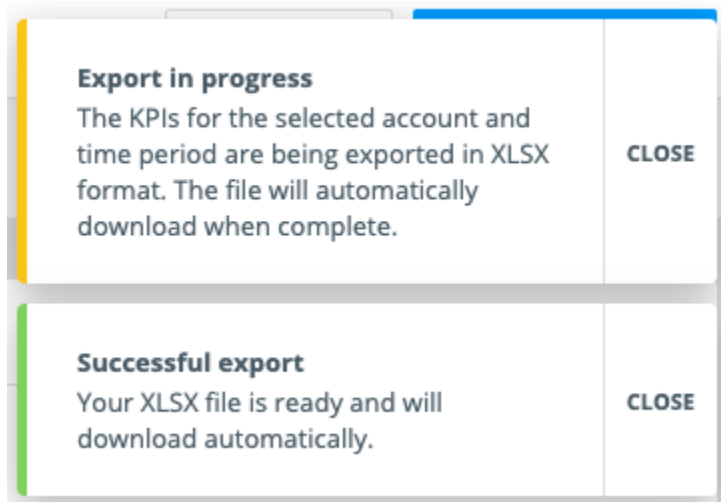 Export in progress
The KPIs for the selected account and
time period are being exported in XLSX
format. The file will automatically
download when complete.
CLOSE
Successful export
Your XLSX file is ready and will
download automatically.
CLOSE